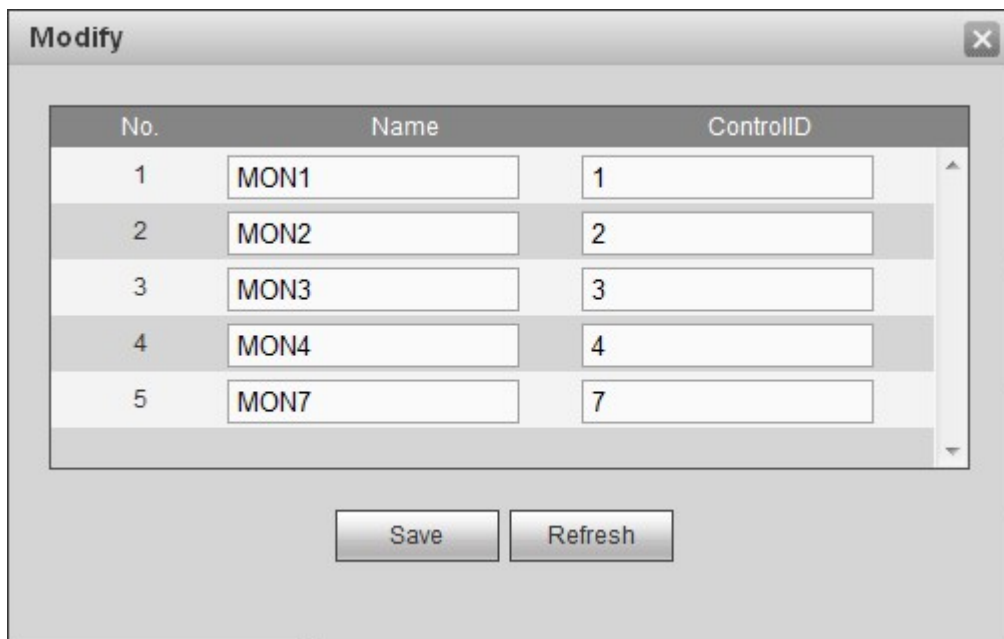 Modify
No. Name ControlID
1 MON1 1
2 MON2 2
3 MON3 3
4 MON4 4
5 MON7 7
Save Refresh